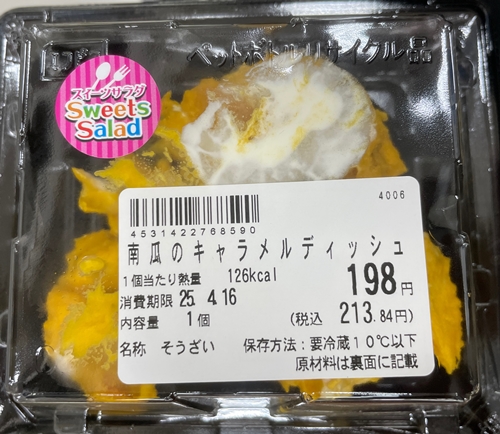 ペットボトルリサイクル品
スイーツサラダ
Sweets
Salad
4006
4531422768590
南瓜のキャラメルディッシュ
1個当たり熱量 126kcal
198円
消費期限 25. 4.16
(税込 213.84円)
内容量 1個
名称 そうざい 保存方法:要冷蔵10℃以下
原材料は裏面に記載